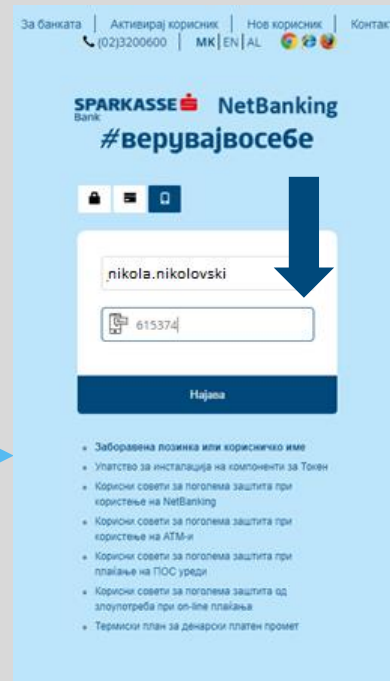 За банката | Активирај корисник | Нов корисник | Контак
(02)3200600 | МК|EN|AL
SPARKASSE NetBanking
Bank
#верувајвосебе
nikola.nikolovski
615374
Најава
Заборавена лозинка или корисничко име
Упатство за инсталација на компоненти за Токен
Корисни совети за поголема заштита при
користење на NetBanking
Корисни совети за поголема заштита при
користење на АТМ-и
Корисни совети за поголема заштита при
плаќање на ПОС уреди
Корисни совети за поголема заштита од
злоупотреба при on-line плаќања
Термиски план за денарски платен промет